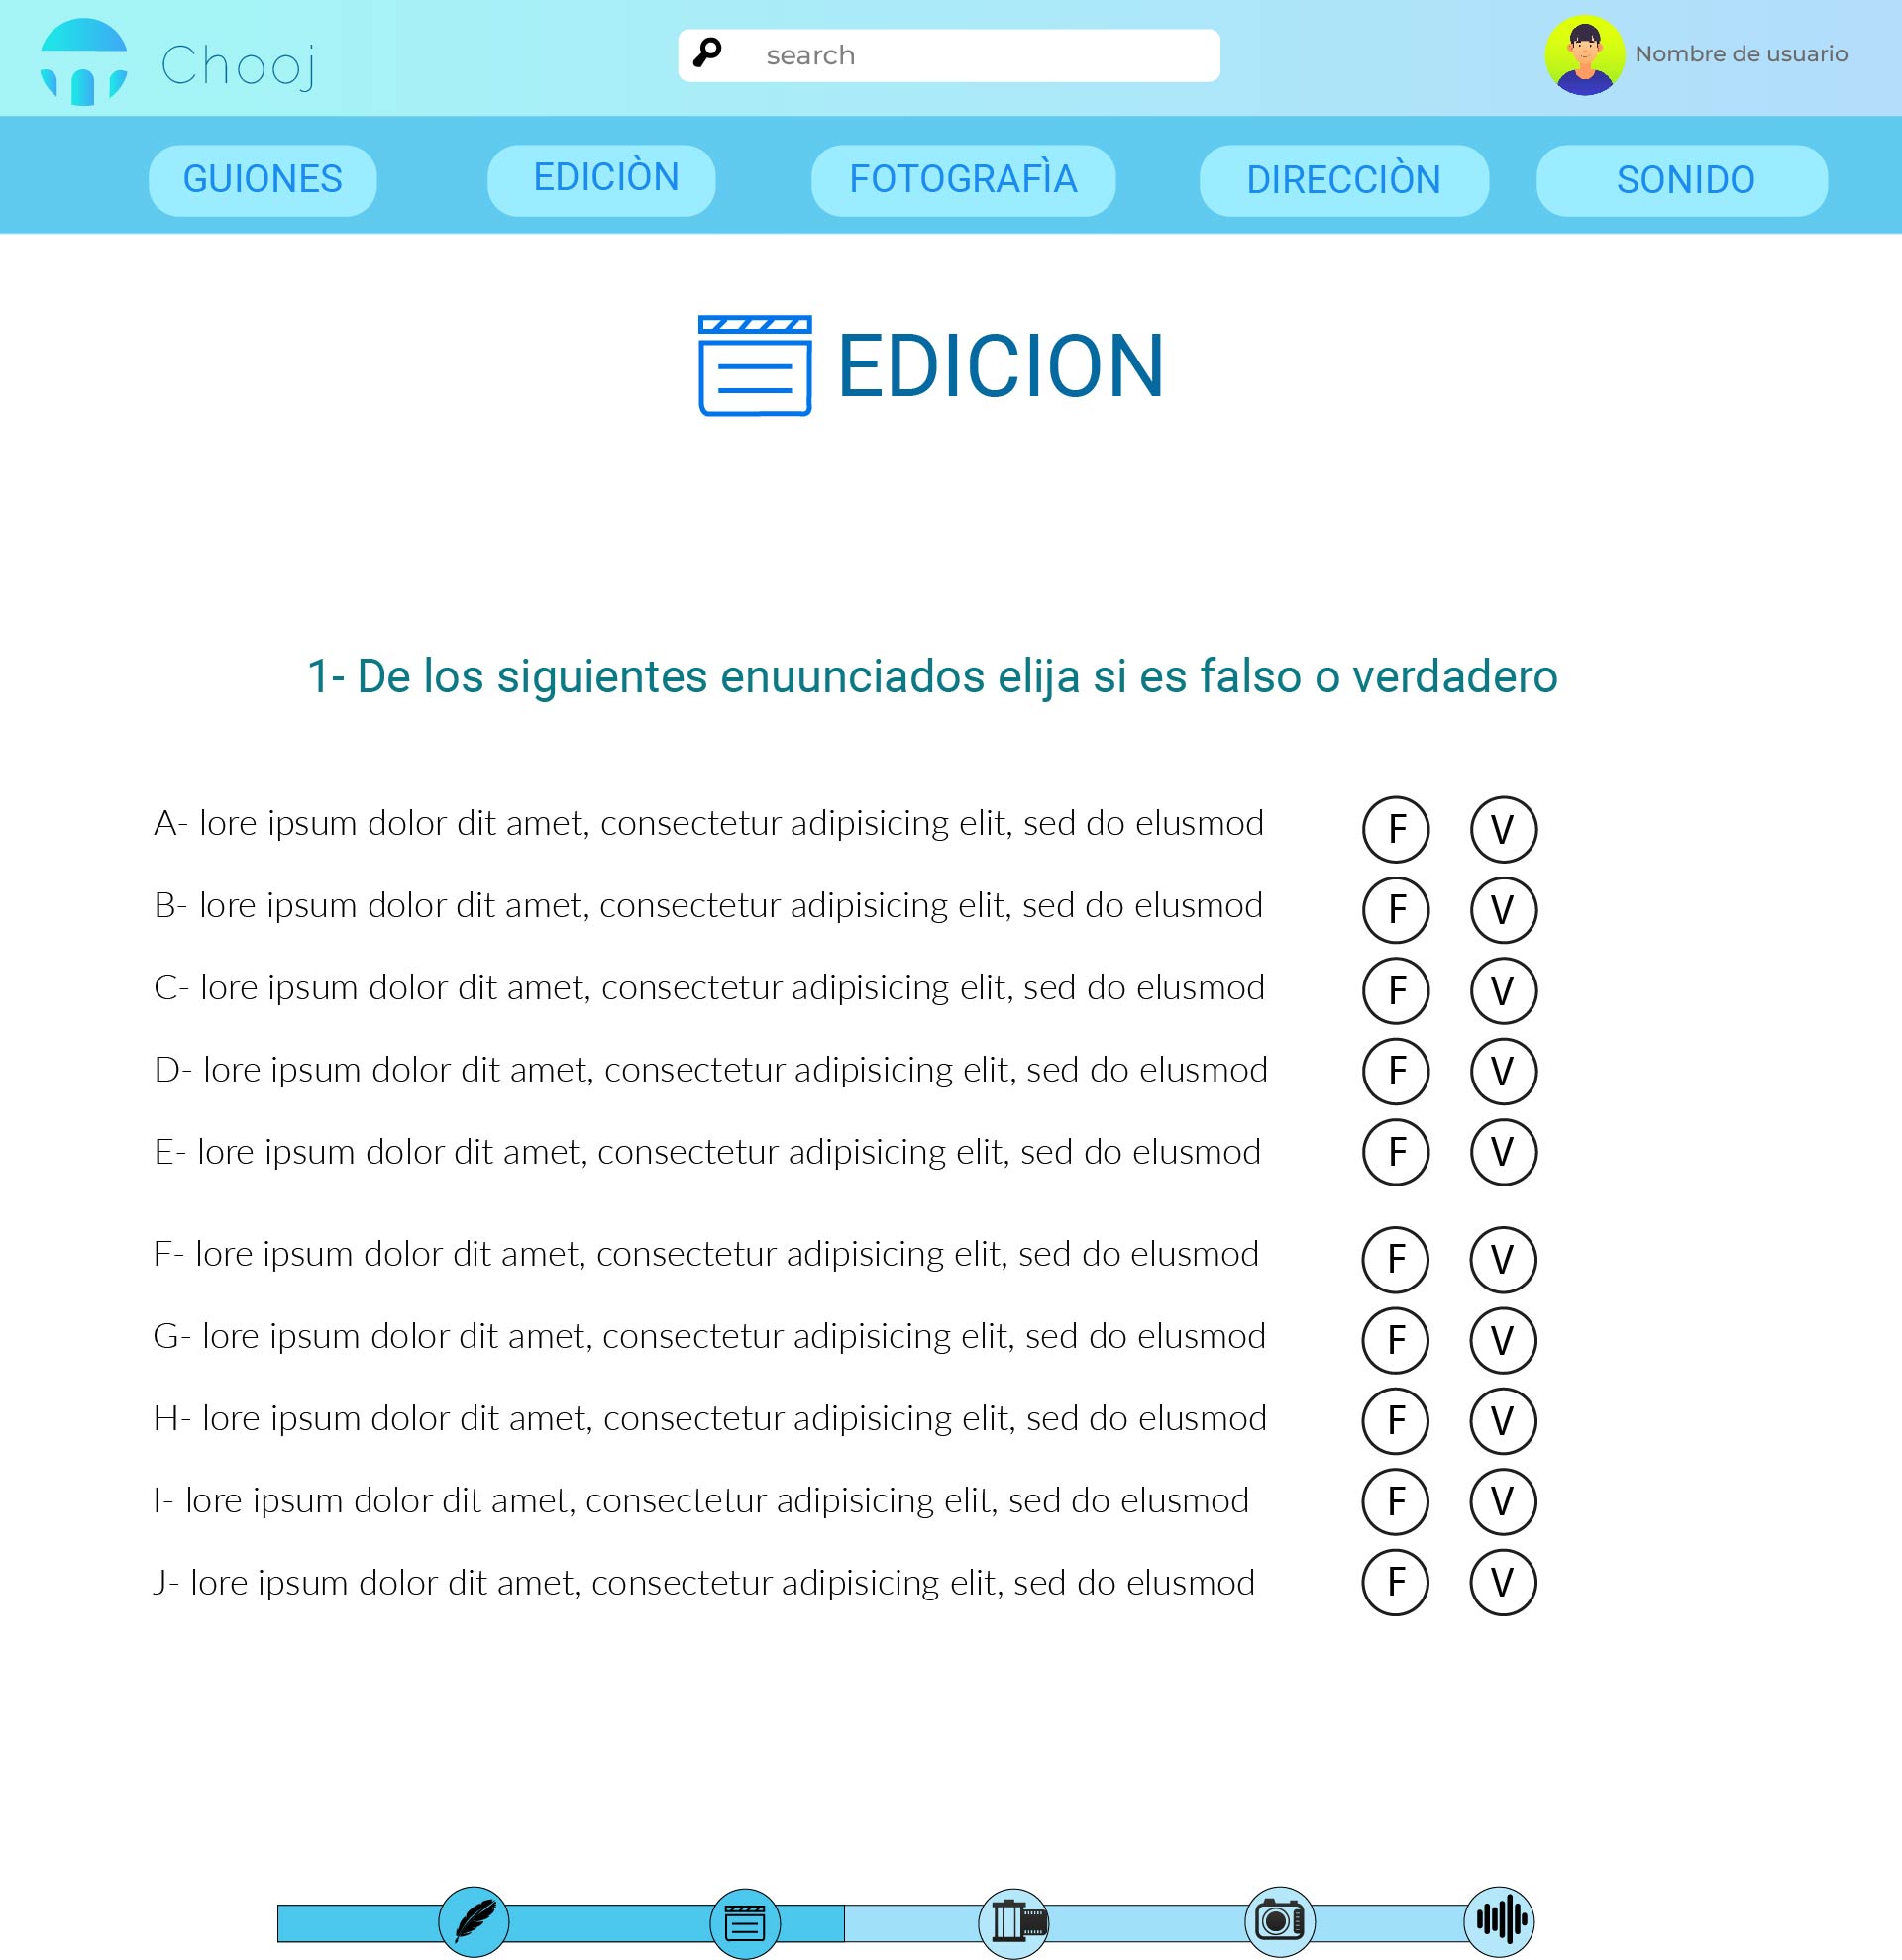 Chooj
search
Nombre de usuario
GUIONES
EDICIÒN
FOTOGRAFÌA
DIRECCIÒN
SONIDO
EDICION
1- De los siguientes enuunciados elija si es falso o verdadero
A- lore ipsum dolor dit amet, consectetur adipisicing elit, sed do elusmod F V
B- lore ipsum dolor dit amet, consectetur adipisicing elit, sed do elusmod F V
C- lore ipsum dolor dit amet, consectetur adipisicing elit, sed do elusmod F V
D- lore ipsum dolor dit amet, consectetur adipisicing elit, sed do elusmod F V
E- lore ipsum dolor dit amet, consectetur adipisicing elit, sed do elusmod F V
F- lore ipsum dolor dit amet, consectetur adipisicing elit, sed do elusmod F V
G- lore ipsum dolor dit amet, consectetur adipisicing elit, sed do elusmod F V
H- lore ipsum dolor dit amet, consectetur adipisicing elit, sed do elusmod F V
I- lore ipsum dolor dit amet, consectetur adipisicing elit, sed do elusmod F V
J- lore ipsum dolor dit amet, consectetur adipisicing elit, sed do elusmod F V